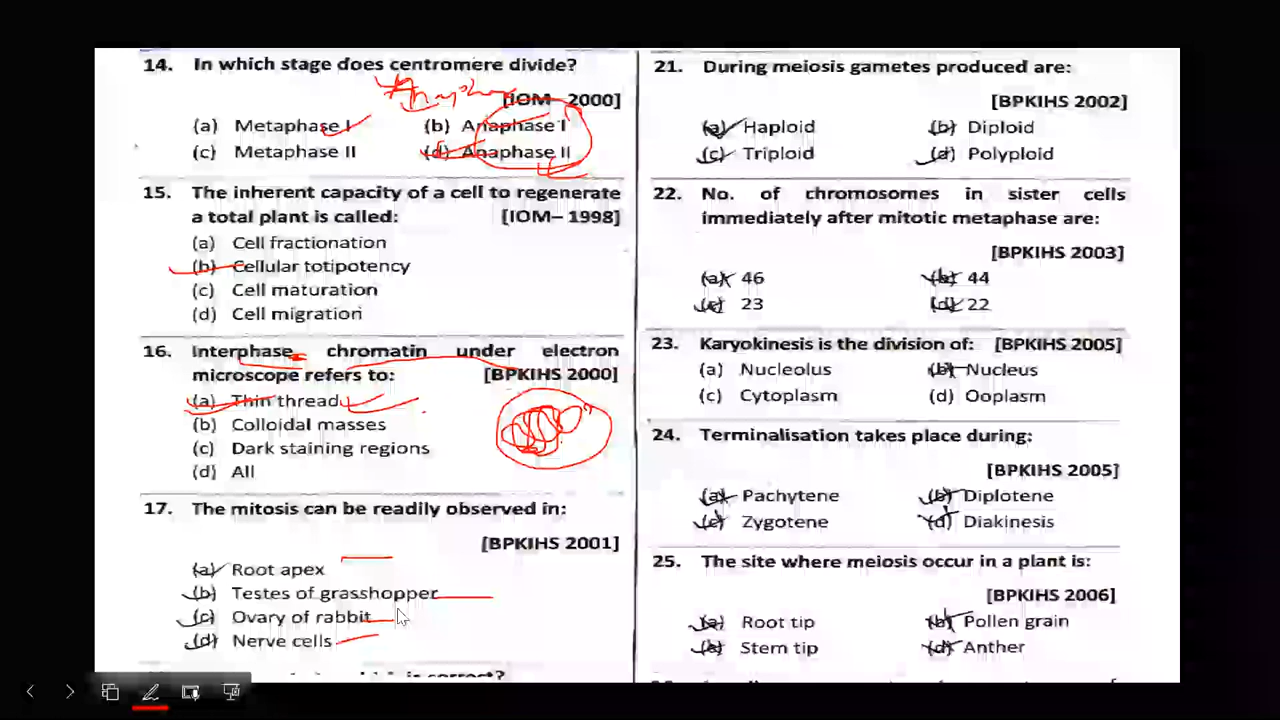 14. In which stage does centromere divide?
[IOM– 2000]
(a) Metaphase I (b) Anaphase I
(c) Metaphase II (d) Anaphase II
15. The inherent capacity of a cell to regenerate
a total plant is called: [IOM– 1998]
(a) Cell fractionation
(b) Cellular totipotency
(c) Cell maturation
(d) Cell migration
16. Interphase chromatin under electron
microscope refers to: [BPKIHS 2000]
(a) Thin thread
(b) Colloidal masses
(c) Dark staining regions
(d) All
17. The mitosis can be readily observed in:
[BPKIHS 2001]
(a) Root apex
(b) Testes of grasshopper
(c) Ovary of rabbit
(d) Nerve cells
21. During meiosis gametes produced are:
[BPKIHS 2002]
(a) Haploid (b) Diploid
(c) Triploid (d) Polyploid
22. No. of chromosomes in sister cells
immediately after mitotic metaphase are:
[BPKIHS 2003]
(a) 46 (b) 44
(c) 23 (d) 22
23. Karyokinesis is the division of: [BPKIHS 2005]
(a) Nucleolus (b) Nucleus
(c) Cytoplasm (d) Ooplasm
24. Terminalisation takes place during:
[BPKIHS 2005]
(a) Pachytene (b) Diplotene
(c) Zygotene (d) Diakinesis
25. The site where meiosis occur in a plant is:
[BPKIHS 2006]
(a) Root tip (b) Pollen grain
(c) Stem tip (d) Anther